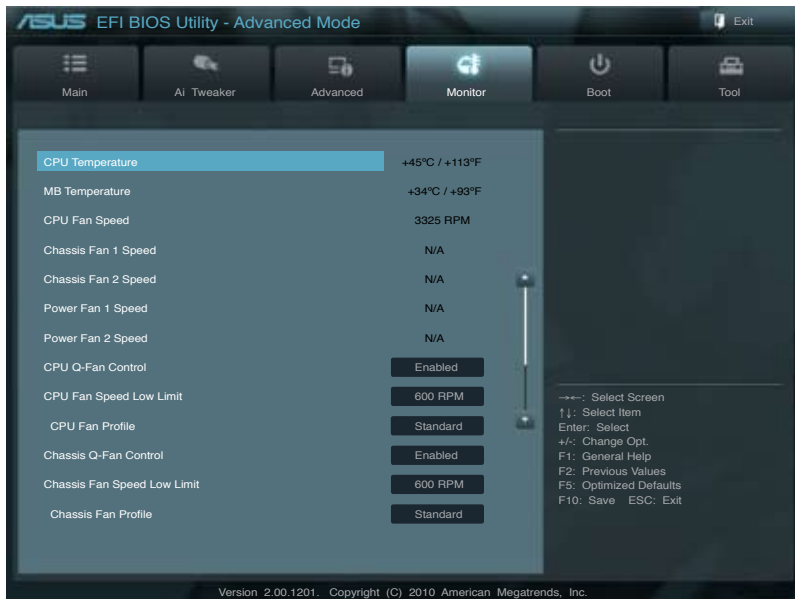 ASUS EFI BIOS Utility - Advanced Mode
Exit
Main
Ai Tweaker
Advanced
Monitor
Boot
Tool
CPU Temperature +45ºC / +113ºF
MB Temperature +34ºC / +93ºF
CPU Fan Speed 3325 RPM
Chassis Fan 1 Speed N/A
Chassis Fan 2 Speed N/A
Power Fan 1 Speed N/A
Power Fan 2 Speed N/A
CPU Q-Fan Control Enabled
CPU Fan Speed Low Limit 600 RPM
CPU Fan Profile Standard
Chassis Q-Fan Control Enabled
Chassis Fan Speed Low Limit 600 RPM
Chassis Fan Profile Standard
→←: Select Screen
↑↓: Select Item
Enter: Select
+/-: Change Opt.
F1: General Help
F2: Previous Values
F5: Optimized Defaults
F10: Save ESC: Exit
Version 2.00.1201. Copyright (C) 2010 American Megatrends, Inc.